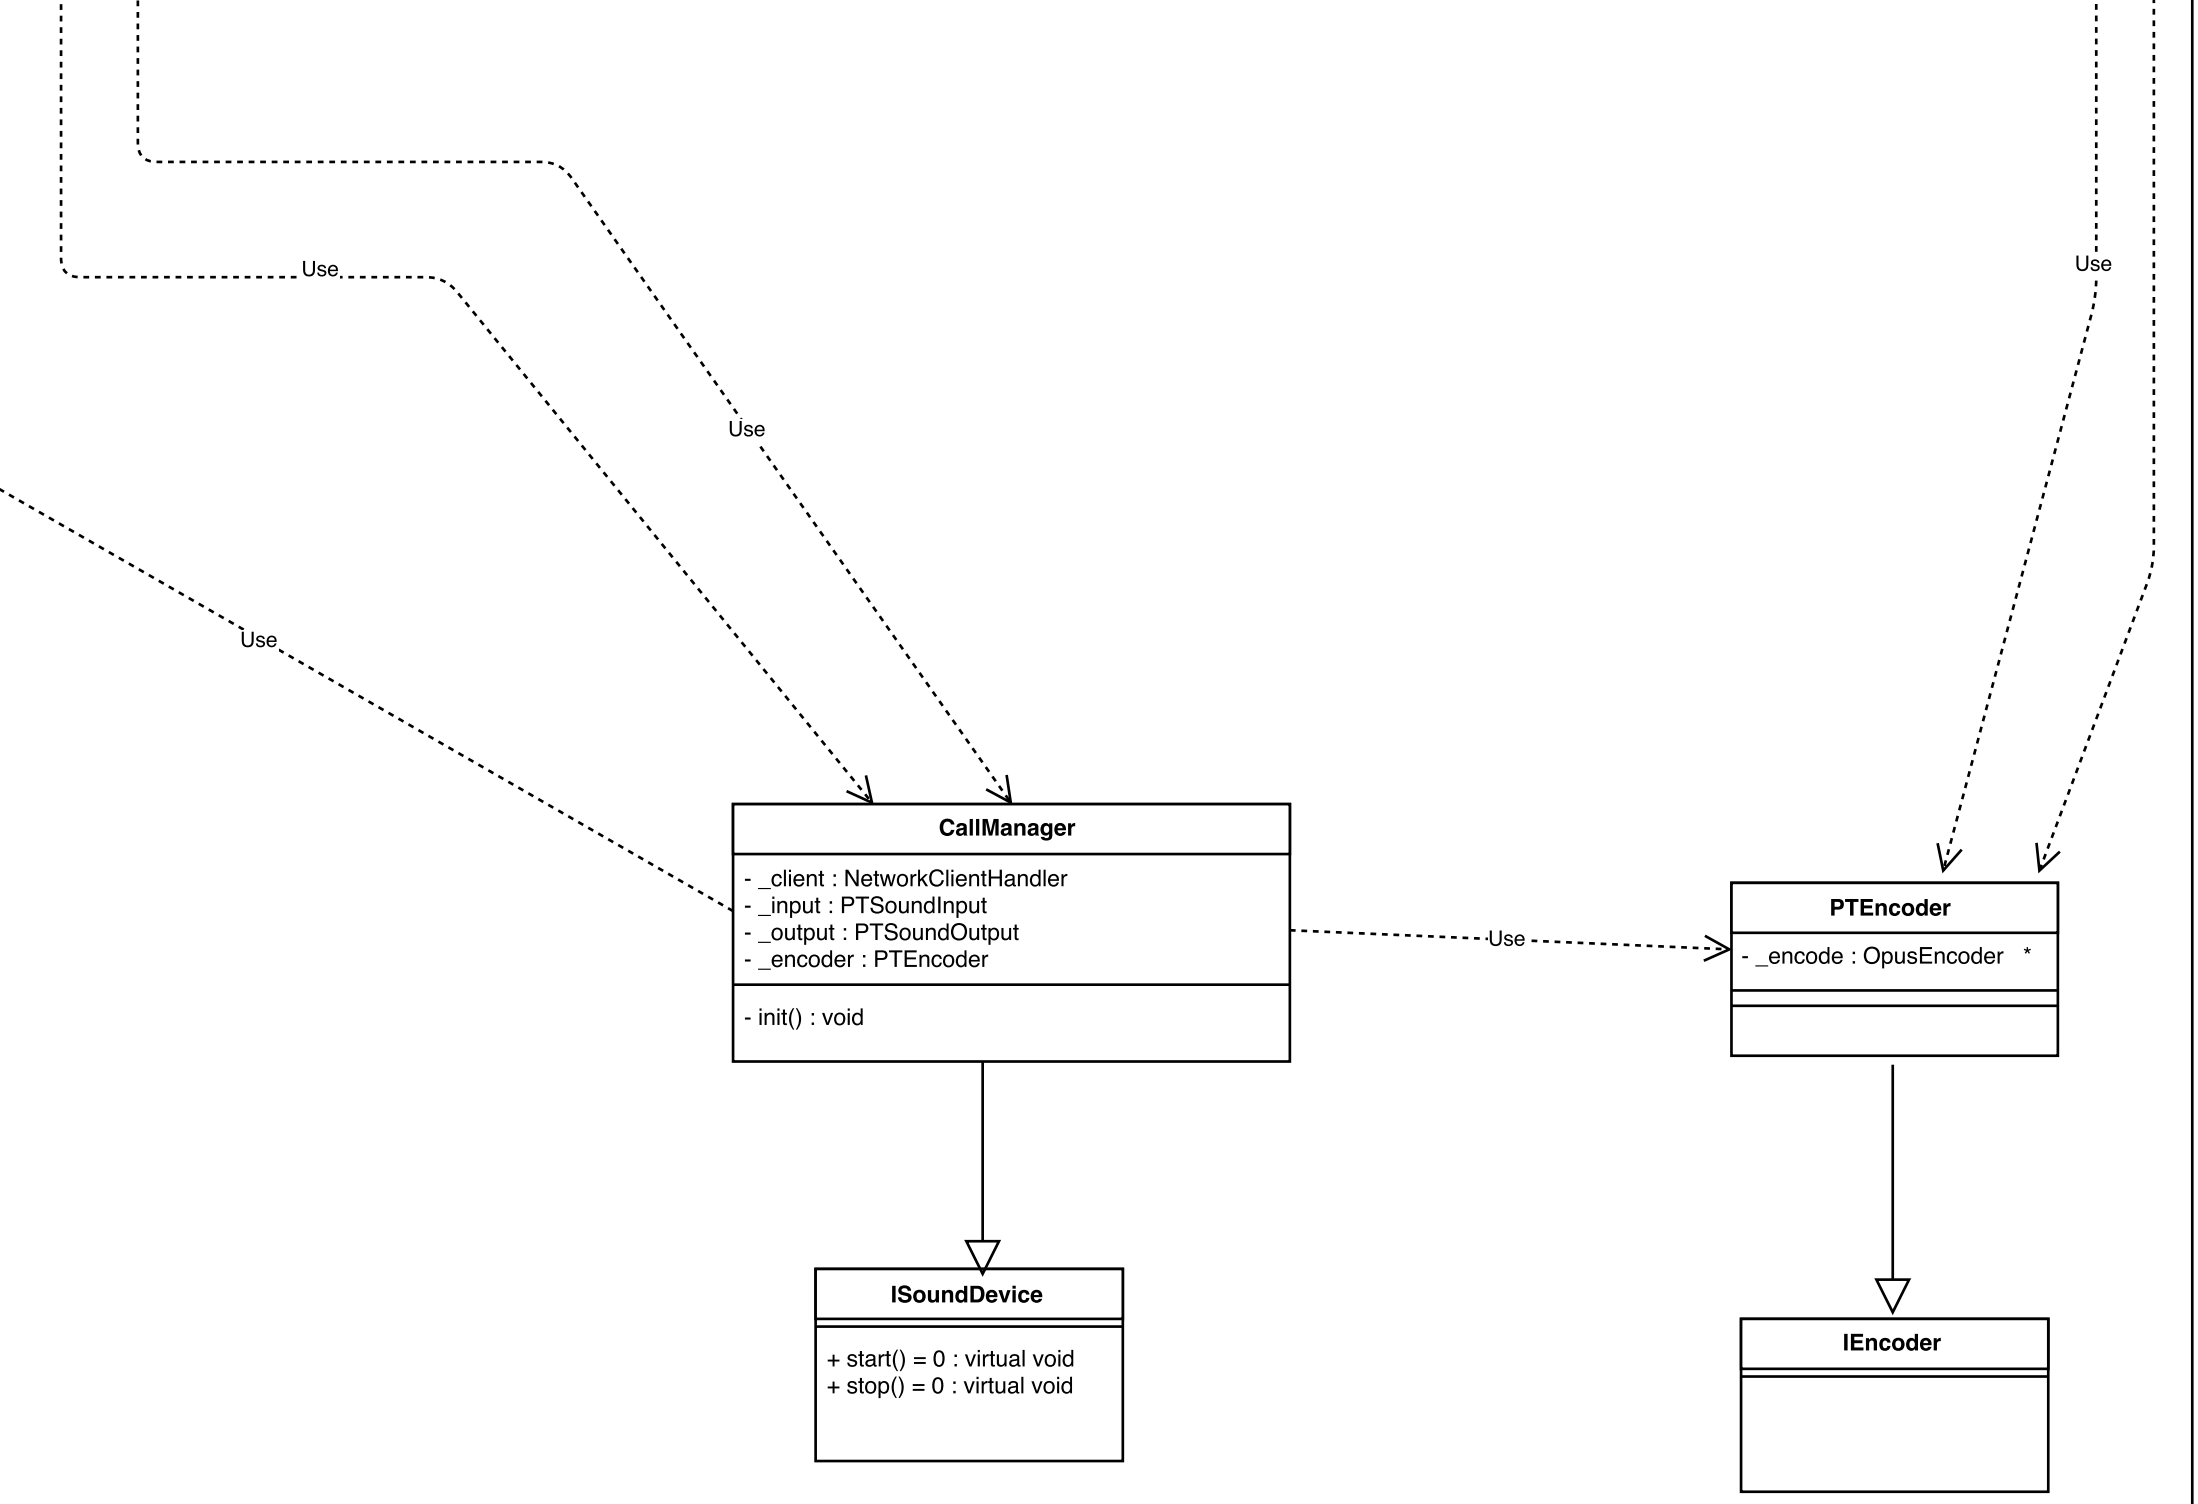 Use
Use
Use
Use
CallManager
- _client : NetworkClientHandler
- _input : PTSoundInput
- _output : PTSoundOutput
- _encoder : PTEncoder
- init() : void
Use
PTEncoder
- _encode : OpusEncoder *
ISoundDevice
+ start() = 0 : virtual void
+ stop() = 0 : virtual void
IEncoder